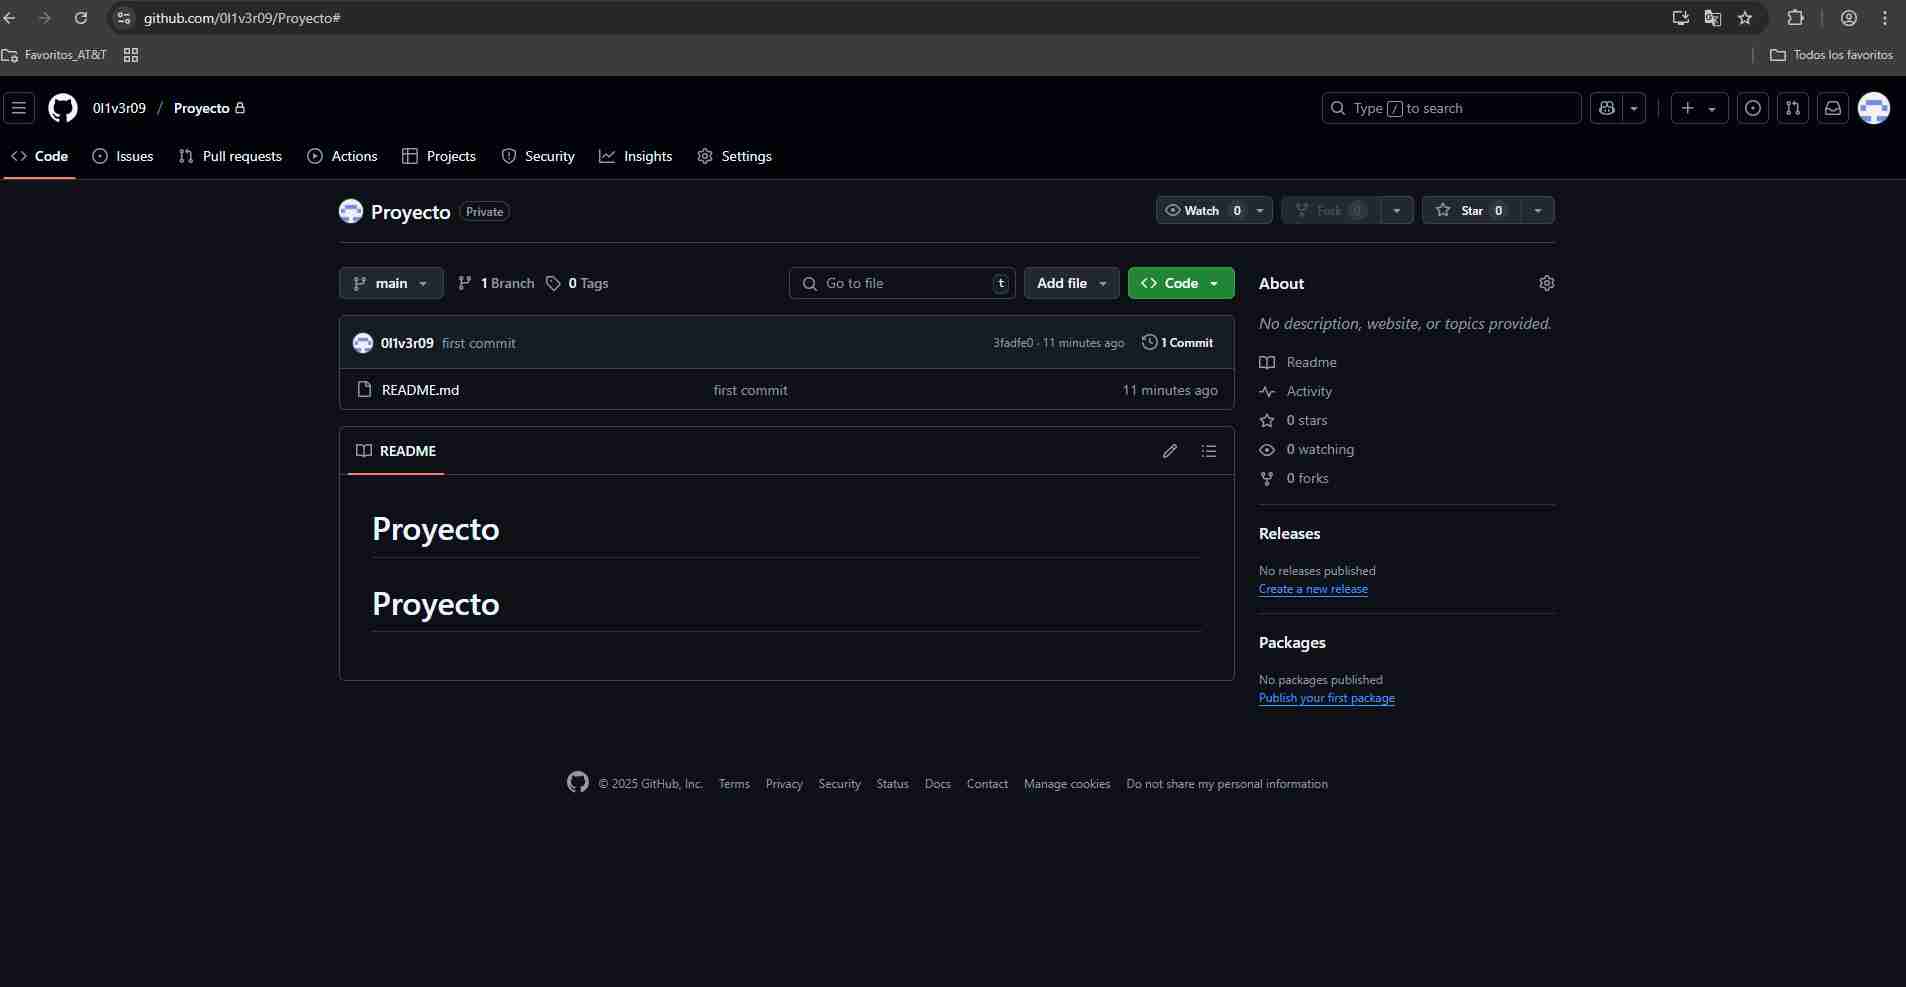 github.com/0l1v3r09/Proyecto#
Favoritos_AT&T
Todos los favoritos
0l1v3r09 / Proyecto
Type / to search
Code Issues Pull requests Actions Projects Security Insights Settings
Proyecto Private
Watch 0 Fork 0 Star 0
main 1 Branch 0 Tags
Go to file t
Add file
Code
0l1v3r09 first commit
3fadfe0 · 11 minutes ago 1 Commit
README.md first commit 11 minutes ago
README
Proyecto
Proyecto
About
No description, website, or topics provided.
Readme
Activity
0 stars
0 watching
0 forks
Releases
No releases published
Create a new release
Packages
No packages published
Publish your first package
© 2025 GitHub, Inc. Terms Privacy Security Status Docs Contact Manage cookies Do not share my personal information